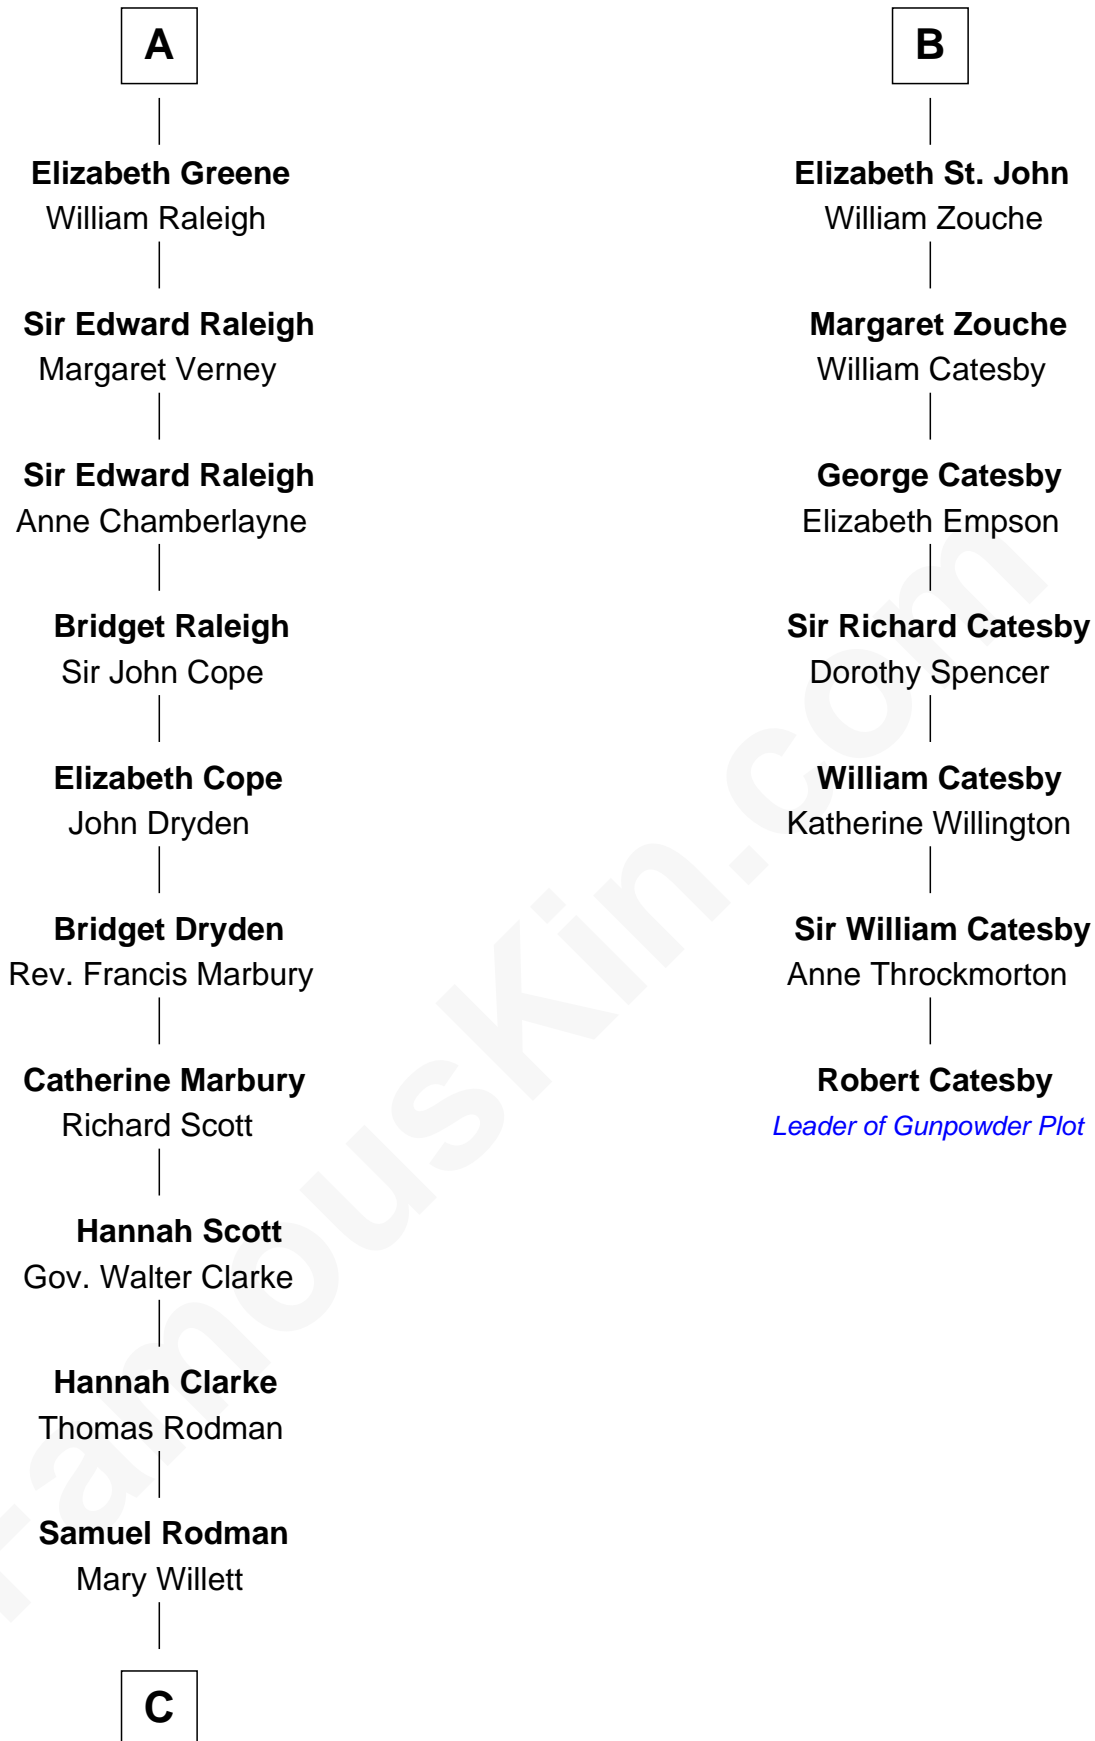 A
Elizabeth Greene
William Raleigh
Sir Edward Raleigh
Margaret Verney
Sir Edward Raleigh
Anne Chamberlayne
Bridget Raleigh
Sir John Cope
Elizabeth Cope
John Dryden
Bridget Dryden
Rev. Francis Marbury
Catherine Marbury
Richard Scott
Hannah Scott
Gov. Walter Clarke
Hannah Clarke
Thomas Rodman
Samuel Rodman
Mary Willett
C
B
Elizabeth St. John
William Zouche
Margaret Zouche
William Catesby
George Catesby
Elizabeth Empson
Sir Richard Catesby
Dorothy Spencer
William Catesby
Katherine Willington
Sir William Catesby
Anne Throckmorton
Robert Catesby
Leader of Gunpowder Plot
FamousKin.com